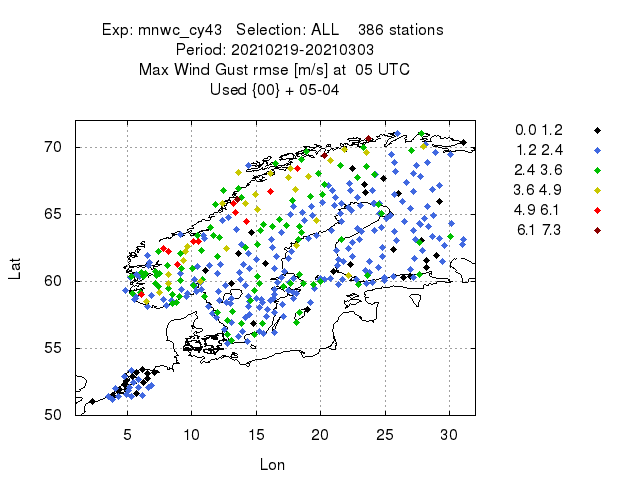 Exp: mnwc_cy43 Selection: ALL 386 stations
Period: 20210219-20210303
Max Wind Gust rmse [m/s] at 05 UTC
Used {00} + 05-04
0.0 1.2
1.2 2.4
2.4 3.6
3.6 4.9
4.9 6.1
6.1 7.3
Lat
70
65
60
55
50
5 10 15 20 25 30
Lon